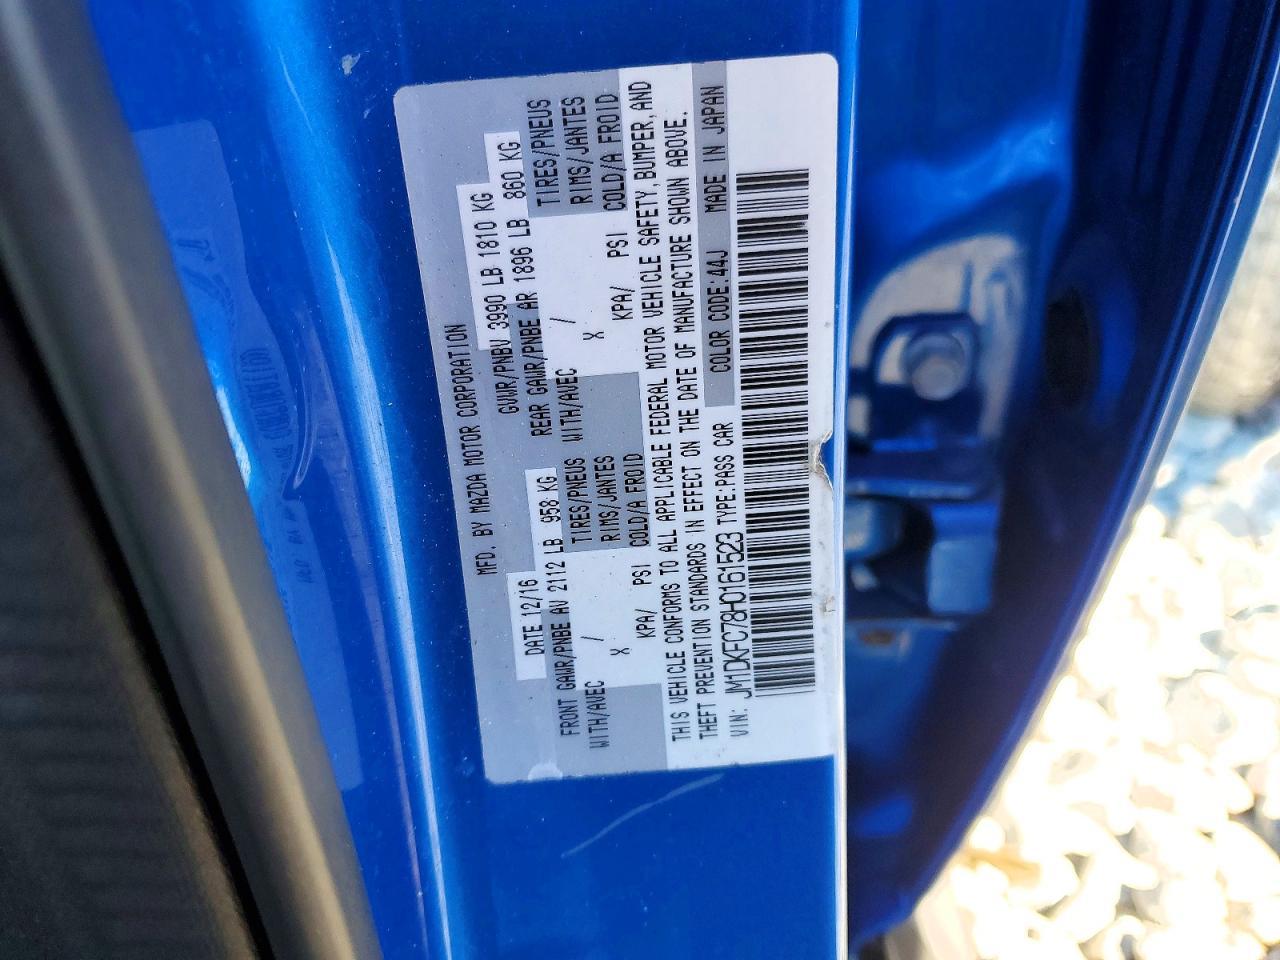 MFD. BY MAZDA MOTOR CORPORATION
DATE 12/16 GVWR/PNBV 3990 LB 1810 KG
FRONT GAWR/PNBE AV 2112 LB 958 KG REAR GAWR/PNBE AR 1896 LB 860 KG
WITH/AVEC / TIRES/PNEUS WITH/AVEC / TIRES/PNEUS
X RIMS/JANTES X RIMS/JANTES
KPA/ PSI COLD/A FROID KPA/ PSI COLD/A FROID
THIS VEHICLE CONFORMS TO ALL APPLICABLE FEDERAL MOTOR VEHICLE SAFETY, BUMPER, AND
THEFT PREVENTION STANDARDS IN EFFECT ON THE DATE OF MANUFACTURE SHOWN ABOVE.
VIN: JM1DKFC78H0161523 TYPE:PASS CAR COLOR CODE:44J MADE IN JAPAN